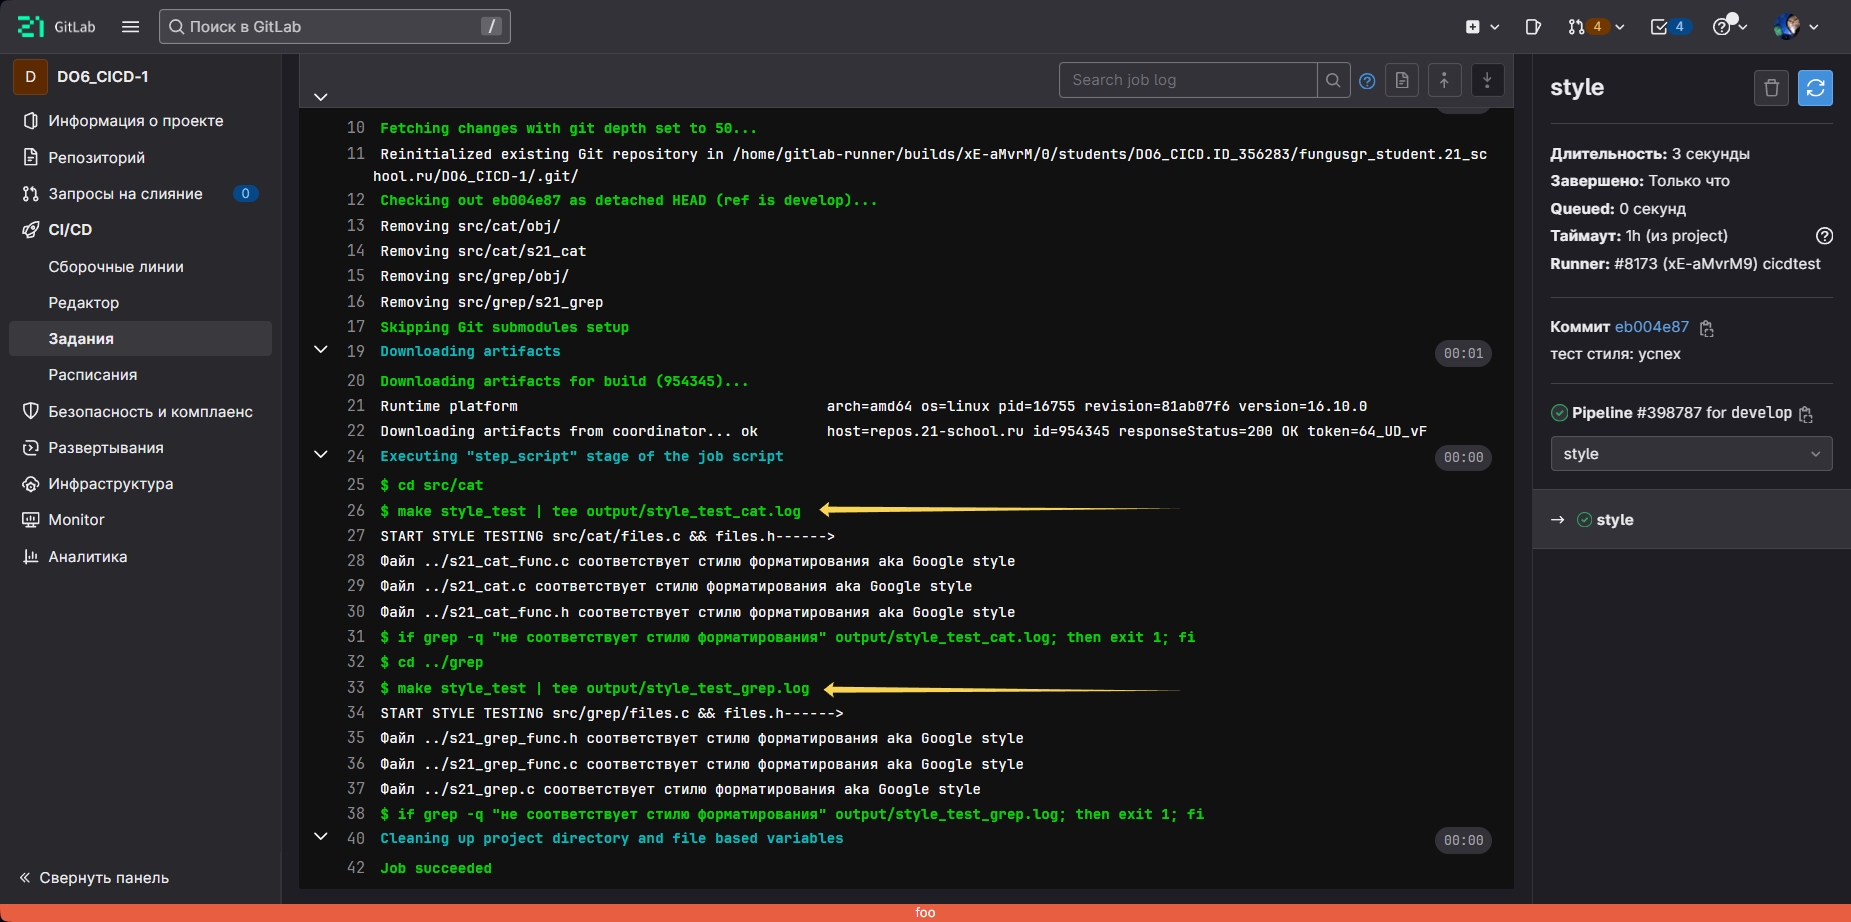 GitLab
Поиск в GitLab
/
4
4
D
DO6_CICD-1
Информация о проекте
Репозиторий
Запросы на слияние
0
CI/CD
Сборочные линии
Редактор
Задания
Расписания
Безопасность и комплаенс
Развертывания
Инфраструктура
Monitor
Аналитика
Свернуть панель
Search job log
10 Fetching changes with git depth set to 50...
11 Reinitialized existing Git repository in /home/gitlab-runner/builds/xE-aMvrM/0/students/DO6_CICD.ID_356283/fungusgr_student.21_sc
hool.ru/DO6_CICD-1/.git/
12 Checking out eb004e87 as detached HEAD (ref is develop)...
13 Removing src/cat/obj/
14 Removing src/cat/s21_cat
15 Removing src/grep/obj/
16 Removing src/grep/s21_grep
17 Skipping Git submodules setup
19 Downloading artifacts
00:01
20 Downloading artifacts for build (954345)...
21 Runtime platform arch=amd64 os=linux pid=16755 revision=81ab07f6 version=16.10.0
22 Downloading artifacts from coordinator... ok host=repos.21-school.ru id=954345 responseStatus=200 OK token=64_UD_vF
24 Executing "step_script" stage of the job script
00:00
25 $ cd src/cat
26 $ make style_test | tee output/style_test_cat.log
27 START STYLE TESTING src/cat/files.c && files.h------>
28 Файл ../s21_cat_func.c соответствует стилю форматирования aka Google style
29 Файл ../s21_cat.c соответствует стилю форматирования aka Google style
30 Файл ../s21_cat_func.h соответствует стилю форматирования aka Google style
31 $ if grep -q "не соответствует стилю форматирования" output/style_test_cat.log; then exit 1; fi
32 $ cd ../grep
33 $ make style_test | tee output/style_test_grep.log
34 START STYLE TESTING src/grep/files.c && files.h------>
35 Файл ../s21_grep_func.h соответствует стилю форматирования aka Google style
36 Файл ../s21_grep_func.c соответствует стилю форматирования aka Google style
37 Файл ../s21_grep.c соответствует стилю форматирования aka Google style
38 $ if grep -q "не соответствует стилю форматирования" output/style_test_grep.log; then exit 1; fi
40 Cleaning up project directory and file based variables
00:00
42 Job succeeded
style
Длительность: 3 секунды
Завершено: Только что
Queued: 0 секунд
Таймаут: 1h (из project)
Runner: #8173 (xE-aMvrM9) cicdtest
Коммит eb004e87
тест стиля: успех
Pipeline #398787 for develop
style
style
foo